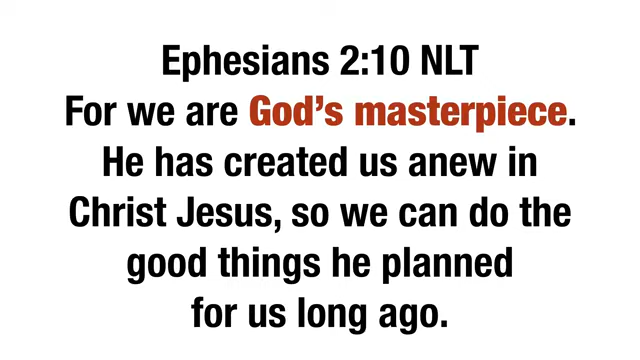 Ephesians 2:10 NLT
For we are God’s masterpiece.
He has created us anew in
Christ Jesus, so we can do the
good things he planned
for us long ago.